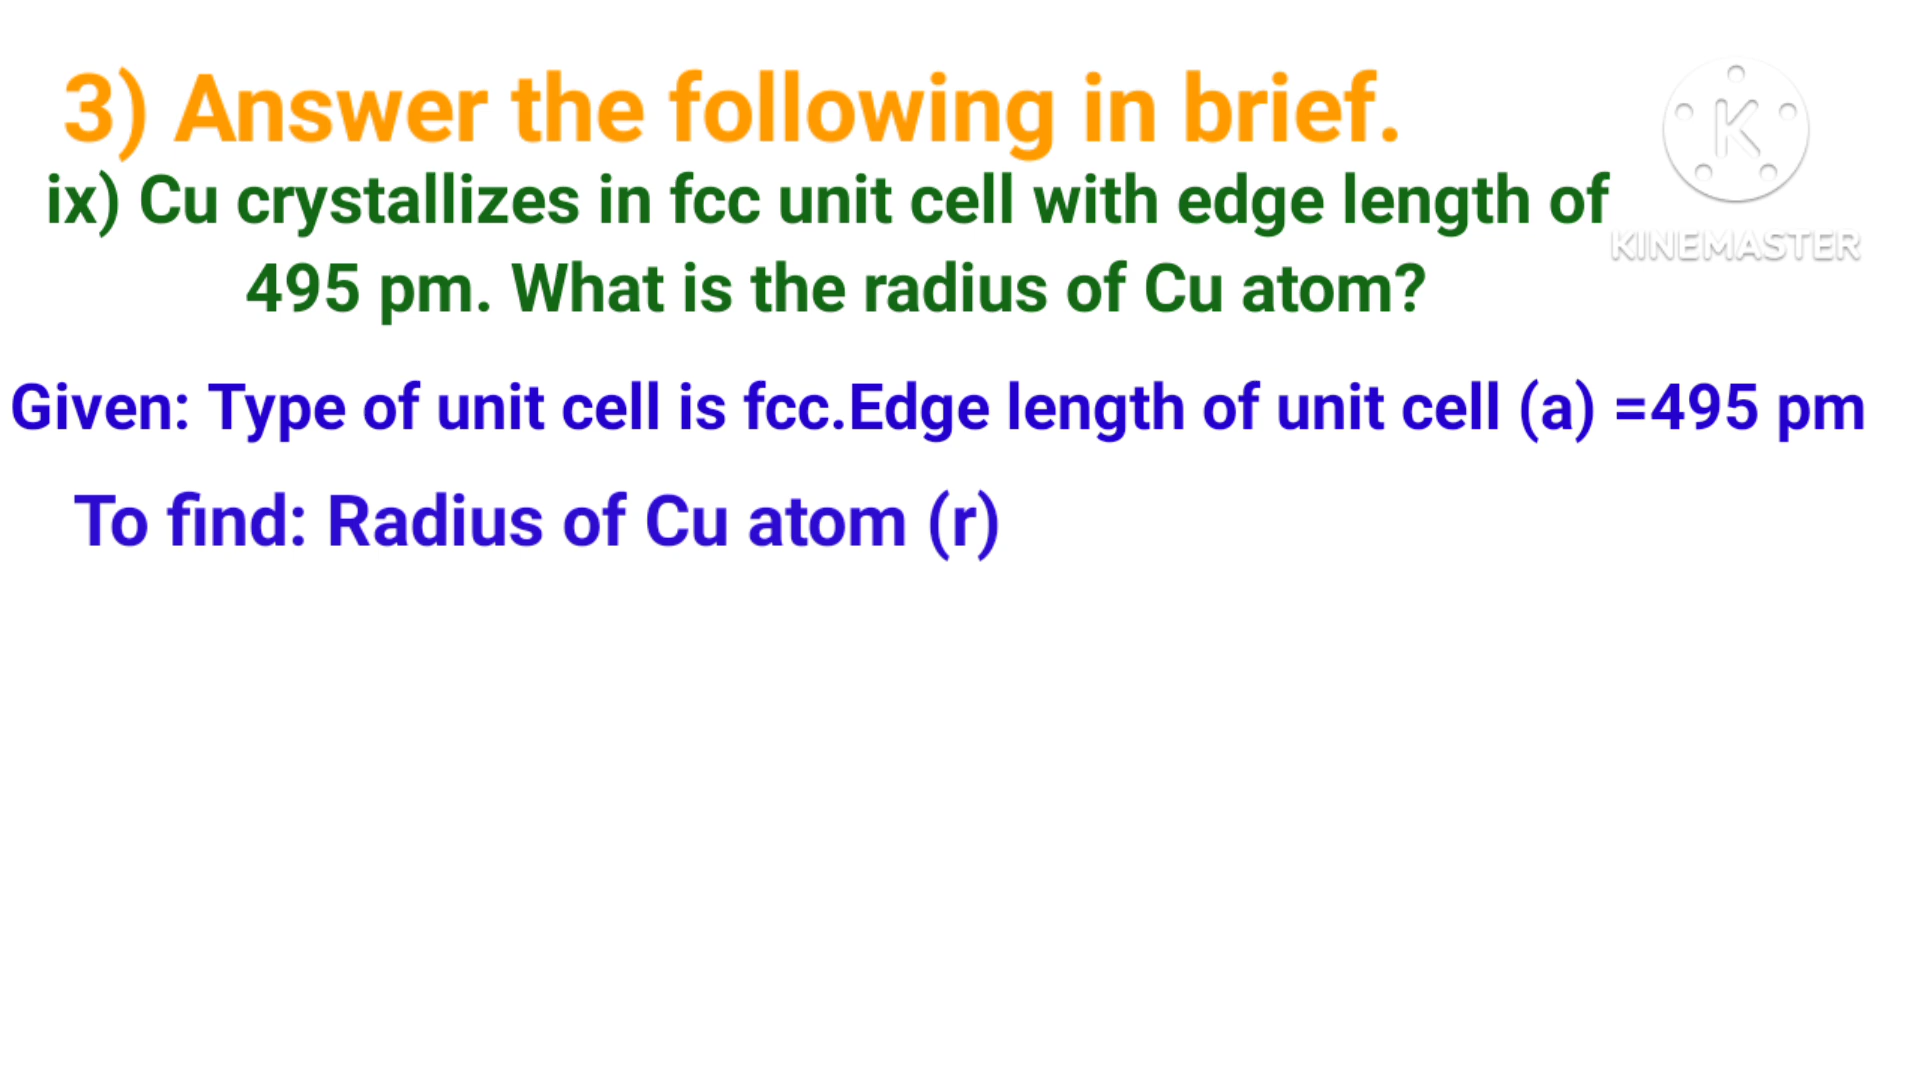 3) Answer the following in brief.
ix) Cu crystallizes in fcc unit cell with edge length of
495 pm. What is the radius of Cu atom?
K
KINEMASTER
Given: Type of unit cell is fcc.Edge length of unit cell (a) =495 pm
To find: Radius of Cu atom (r)